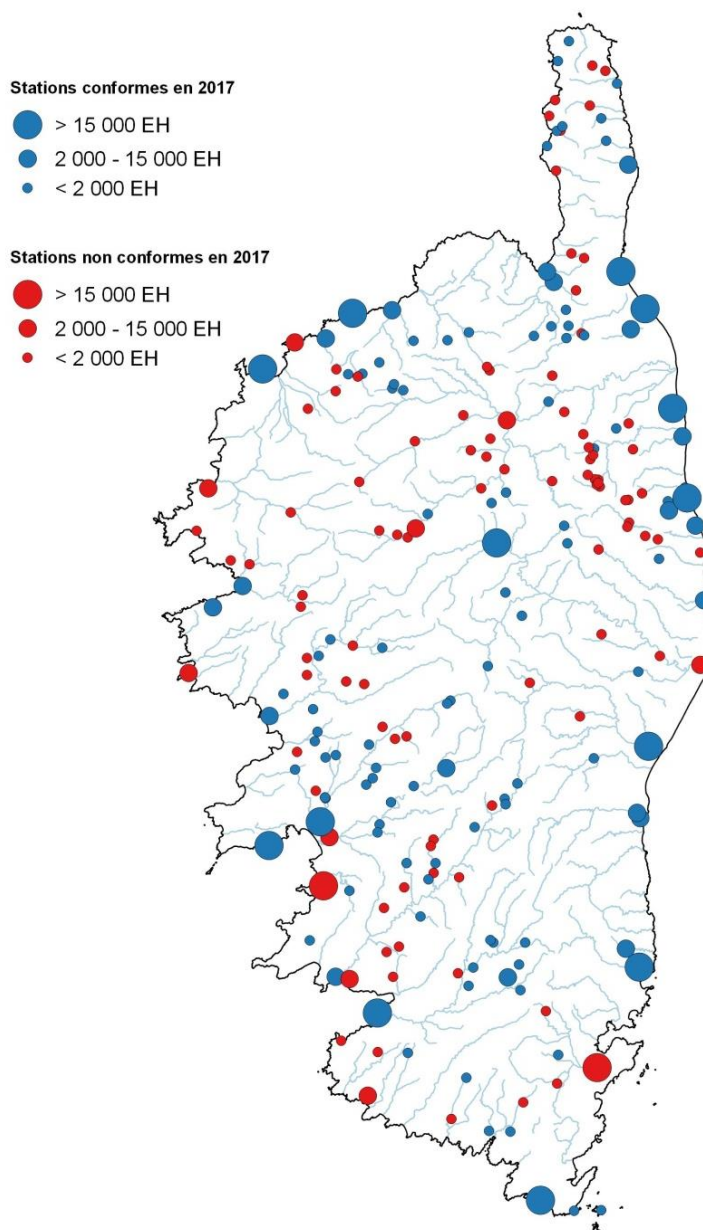 Stations conformes en 2017
> 15 000 EH
2 000 - 15 000 EH
< 2 000 EH
Stations non conformes en 2017
> 15 000 EH
2 000 - 15 000 EH
< 2 000 EH